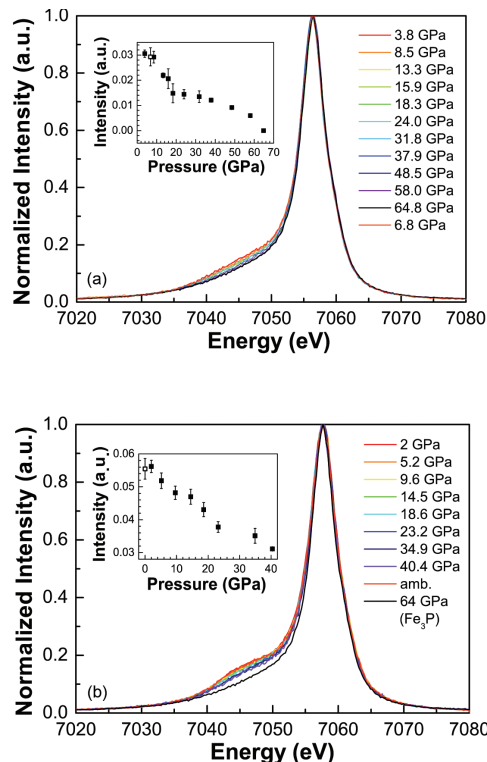 1.0
0.8
0.6
0.4
0.2
0.0
Normalized Intensity (a.u.)
0.03
0.02
0.01
0.00
Intensity (a.u.)
0 10 20 30 40 50 60 70
Pressure (GPa)
3.8 GPa
8.5 GPa
13.3 GPa
15.9 GPa
18.3 GPa
24.0 GPa
31.8 GPa
37.9 GPa
48.5 GPa
58.0 GPa
64.8 GPa
6.8 GPa
(a)
7020 7030 7040 7050 7060 7070 7080
Energy (eV)
1.0
0.8
0.6
0.4
0.2
0.0
Normalized Intensity (a.u.)
0.06
0.05
0.04
0.03
Intensity (a.u.)
0 10 20 30 40
Pressure (GPa)
2 GPa
5.2 GPa
9.6 GPa
14.5 GPa
18.6 GPa
23.2 GPa
34.9 GPa
40.4 GPa
amb.
64 GPa
(Fe₃P)
(b)
7020 7030 7040 7050 7060 7070 7080
Energy (eV)